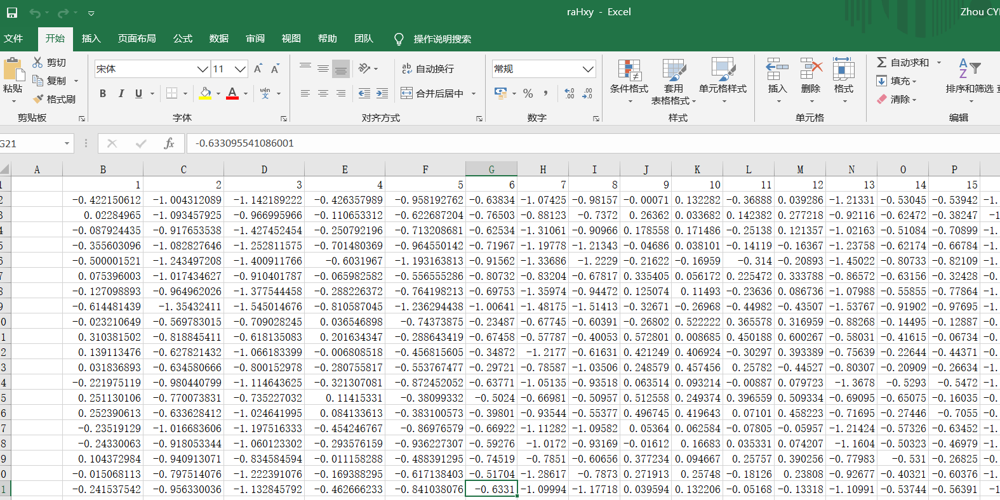 raHxy - Excel
Zhou CY
文件 开始 插入 页面布局 公式 数据 审阅 视图 帮助 团队 操作说明搜索
粘贴 剪切 复制 格式刷 剪贴板
宋体 11 A A B I U A wén 文 字体
ab 自动换行 合并后居中 对齐方式
常规 % , .00 .00 数字
条件格式 套用 表格格式 单元格样式 样式
插入 删除 格式 单元格
Σ 自动求和 填充 清除 排序和筛选 编辑
G21 fx -0.633095541086001
A B C D E F G H I J K L M N O P
1 1 2 3 4 5 6 7 8 9 10 11 12 13 14 15
2 -0.422150612 -1.004312089 -1.142189222 -0.426357989 -0.958192762 -0.63834 -1.07425 -0.98157 -0.00071 0.132282 -0.36888 0.039286 -1.21331 -0.53045 -0.53942 -1.
3 0.02284965 -1.093457925 -0.966995966 -0.110653312 -0.622687204 -0.76503 -0.88123 -0.7372 0.26362 0.033682 0.142382 0.277218 -0.92116 -0.62472 -0.38247 -1
4 -0.087924435 -0.917653538 -1.427452454 -0.250792196 -0.713208681 -0.62534 -1.31061 -0.90966 0.178558 0.171486 -0.25138 0.121357 -1.02163 -0.51084 -0.70899 -1.
5 -0.355603096 -1.082827646 -1.252811575 -0.701480369 -0.964550142 -0.71967 -1.19778 -1.21343 -0.04686 0.038101 -0.14119 -0.16367 -1.23758 -0.62174 -0.66784 -1.
6 -0.500001521 -1.243497208 -1.400911766 -0.6031967 -1.193163813 -0.91562 -1.33686 -1.2229 -0.21622 -0.16959 -0.314 -0.20893 -1.45022 -0.80733 -0.82109 -1.
7 0.075396003 -1.017434627 -0.910401787 -0.065982582 -0.556555286 -0.80732 -0.83204 -0.67817 0.335405 0.056172 0.225472 0.333788 -0.86572 -0.63156 -0.32428 -0.
8 -0.127098893 -0.964962026 -1.377544458 -0.288226372 -0.764198213 -0.69753 -1.35974 -0.94472 0.125074 0.11493 -0.23636 0.086736 -1.07988 -0.55855 -0.77864 -1.
9 -0.614481439 -1.35432411 -1.545014676 -0.810587045 -1.236294438 -1.00641 -1.48175 -1.51413 -0.32671 -0.26968 -0.44982 -0.43507 -1.53767 -0.91902 -0.97695 -1.
0 -0.023210649 -0.569783015 -0.709028245 0.036546898 -0.74373875 -0.23487 -0.67745 -0.60391 -0.26802 0.522222 0.365578 0.316959 -0.88268 -0.14495 -0.12887 -0.
1 0.310381502 -0.818845411 -0.618135083 0.201634347 -0.288643419 -0.67458 -0.57787 -0.40053 0.572801 0.008685 0.450188 0.600267 -0.58031 -0.41615 -0.06734 -0.
2 0.139113476 -0.627821432 -1.066183399 -0.006808518 -0.456815605 -0.34872 -1.2177 -0.61631 0.421249 0.406924 -0.30297 0.393389 -0.75639 -0.22644 -0.44371 -0.
3 0.031836893 -0.634580666 -0.800152978 -0.280755817 -0.553767477 -0.29721 -0.78587 -1.03506 0.248579 0.457456 0.25782 -0.44527 -0.80307 -0.20909 -0.26634 -1.
4 -0.221975119 -0.980440799 -1.114643625 -0.321307081 -0.872452052 -0.63771 -1.05135 -0.93518 0.063514 0.093214 -0.00887 0.079723 -1.3678 -0.5293 -0.5472 -1.
5 0.251130106 -0.770073831 -0.735227032 0.11415331 -0.38099332 -0.5024 -0.66981 -0.50957 0.512558 0.249374 0.396559 0.509334 -0.69095 -0.65075 -0.16035 -0.
6 0.252390613 -0.633628412 -1.024641995 0.084133613 -0.383100573 -0.39801 -0.93544 -0.55377 0.496745 0.419643 0.07101 0.458223 -0.71695 -0.27446 -0.7055 -0.
7 -0.23519129 -1.016683606 -1.197516333 -0.454246767 -0.86976579 -0.66922 -1.11282 -1.09582 0.05364 0.062584 -0.07805 -0.05957 -1.21424 -0.57326 -0.63452 -1.
8 -0.24330063 -0.918053344 -1.060123302 -0.293576159 -0.936227307 -0.59276 -1.0172 -0.93169 -0.01612 0.16683 0.035331 0.074207 -1.1604 -0.50323 -0.46979 -1.
9 0.104372984 -0.940913071 -0.834584594 -0.011158288 -0.488391295 -0.74519 -0.7851 -0.60656 0.377234 0.094667 0.25757 0.390256 -0.77983 -0.531 -0.26825 -0.
0 -0.015068113 -0.797514076 -1.222391076 -0.169388295 -0.617138403 -0.51704 -1.28617 -0.7873 0.271913 0.25748 -0.18126 0.23808 -0.92677 -0.40321 -0.60376 -1.
1 -0.241537542 -0.956330036 -1.132845792 -0.462666233 -0.841038076 -0.6331 -1.09994 -1.17718 0.039594 0.132206 -0.05168 -0.13318 -1.10991 -0.53744 -0.56391 -1